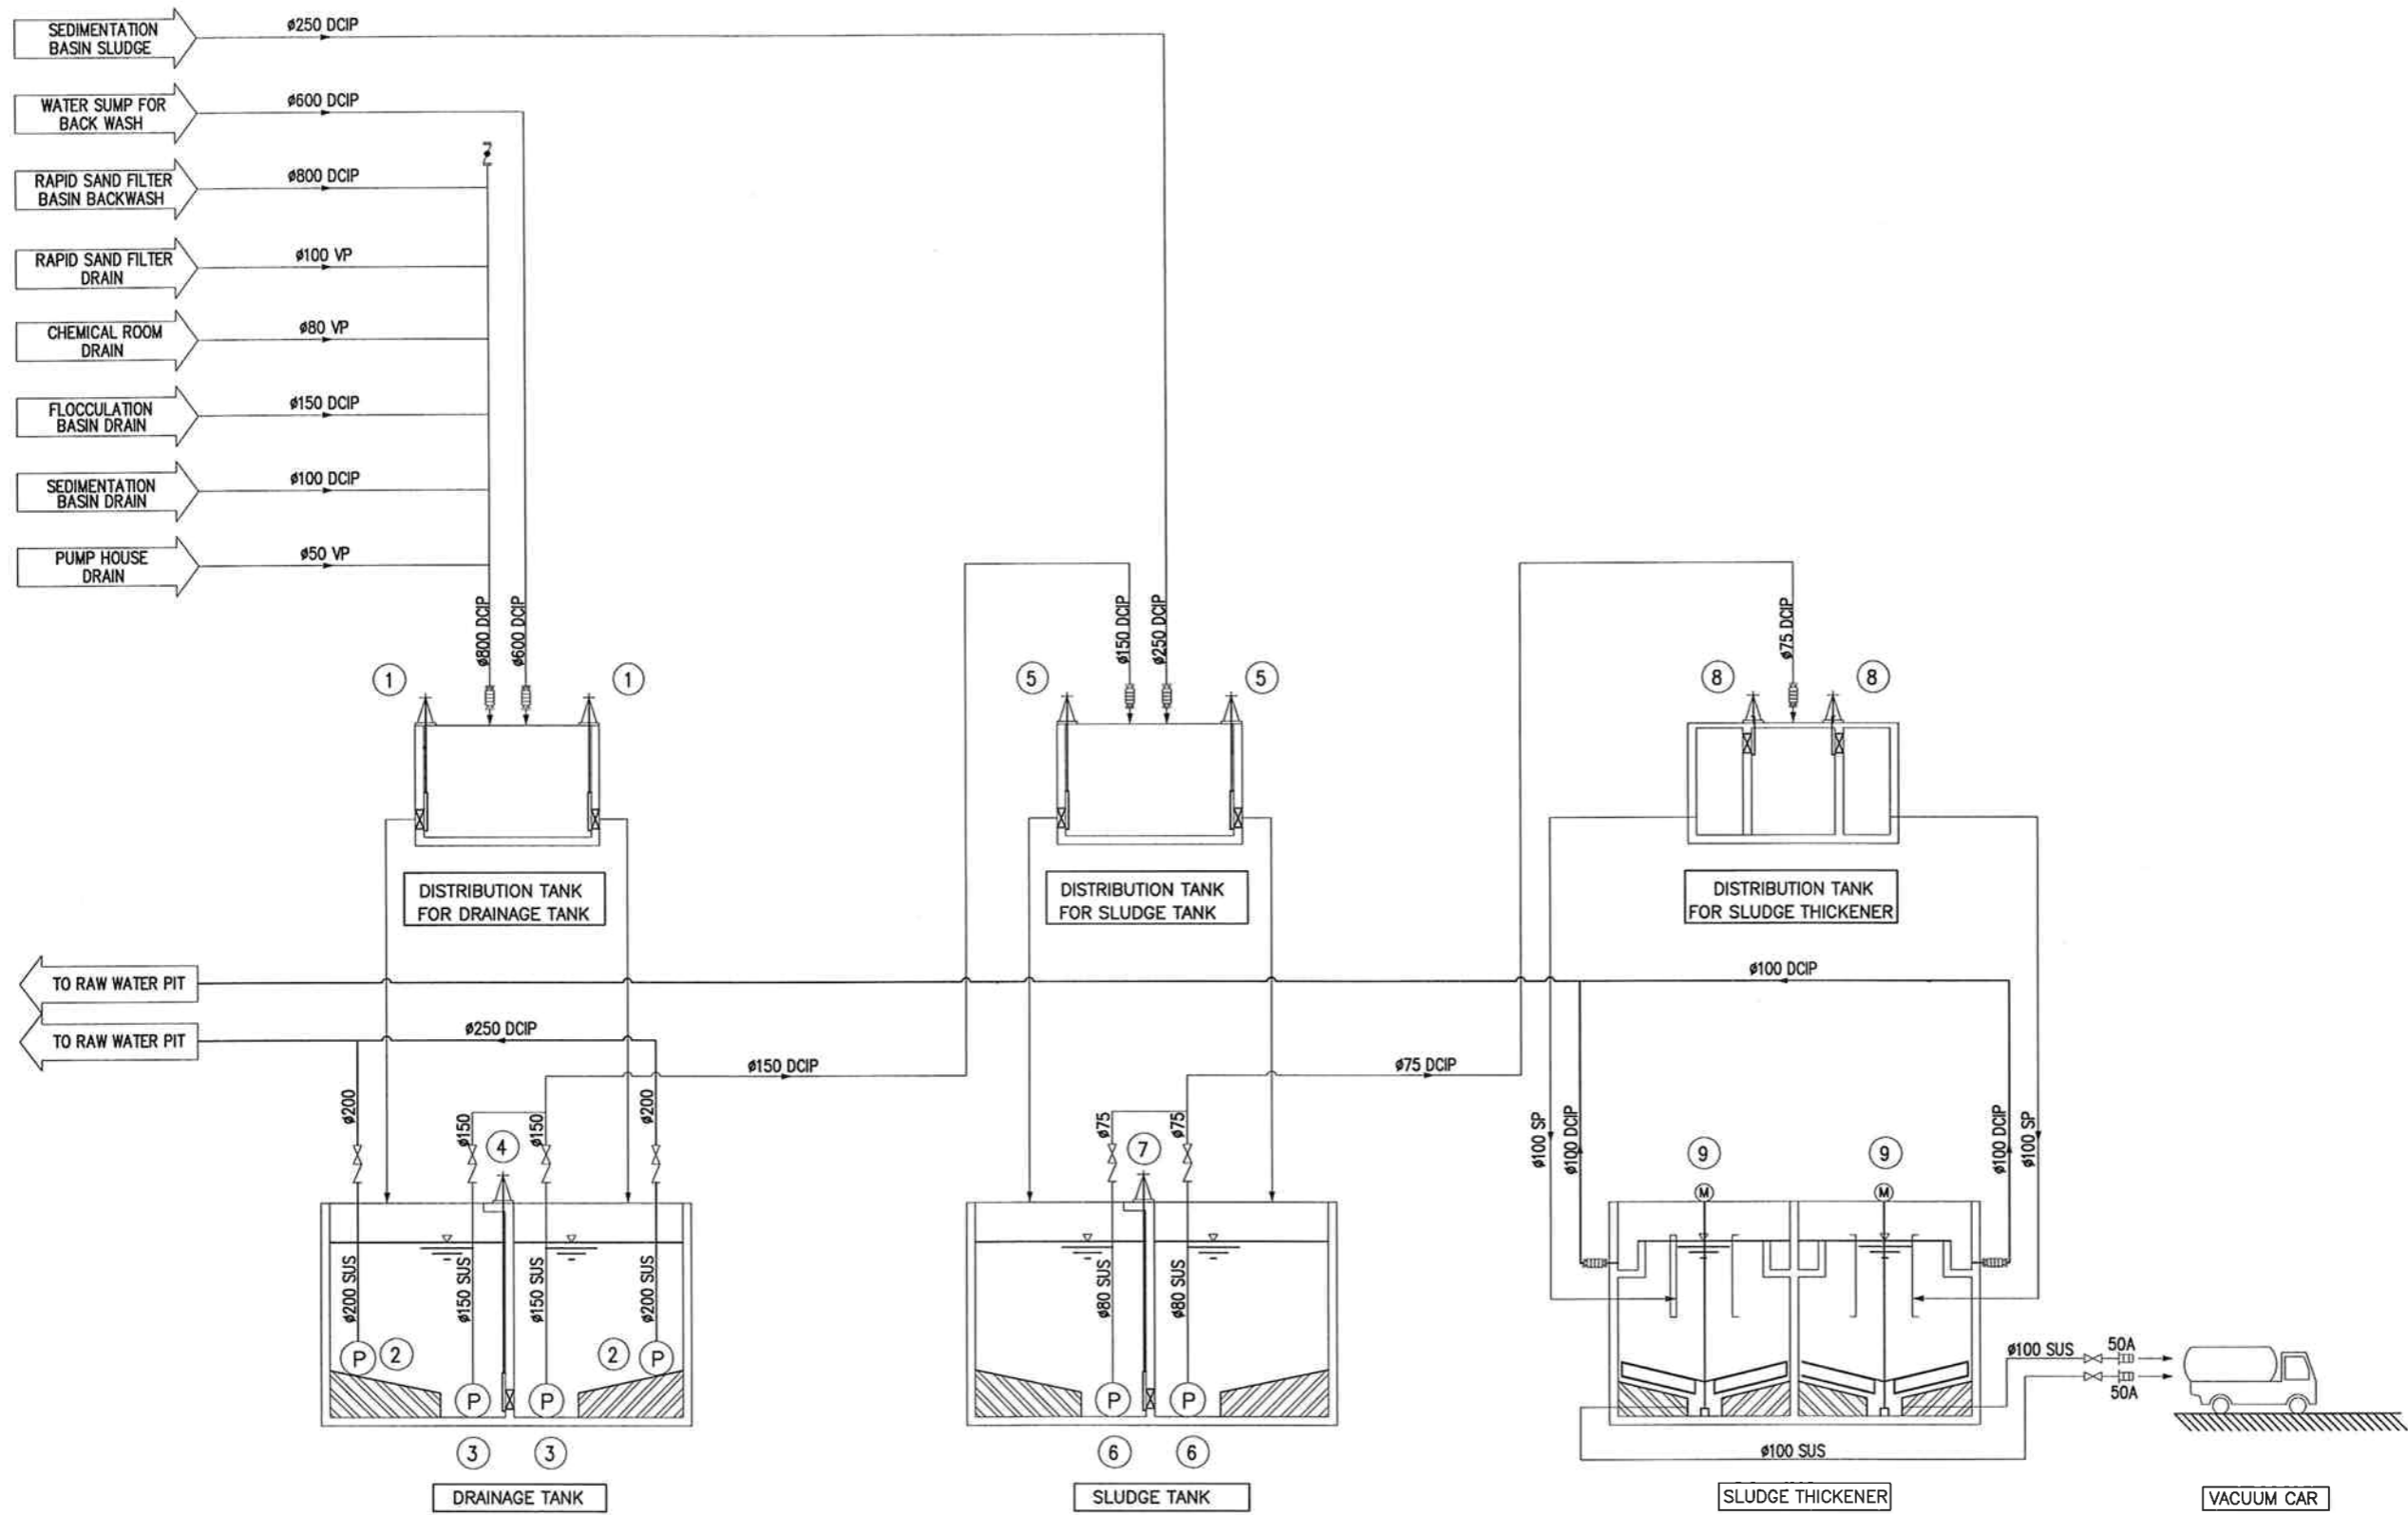 SEDIMENTATION
BASIN SLUDGE
ø250 DCIP
WATER SUMP FOR
BACK WASH
ø600 DCIP
RAPID SAND FILTER
BASIN BACKWASH
ø800 DCIP
RAPID SAND FILTER
DRAIN
ø100 VP
CHEMICAL ROOM
DRAIN
ø80 VP
FLOCCULATION
BASIN DRAIN
ø150 DCIP
SEDIMENTATION
BASIN DRAIN
ø100 DCIP
PUMP HOUSE
DRAIN
ø50 VP
ø800 DCIP
ø600 DCIP
ø150 DCIP
ø250 DCIP
ø75 DCIP
1
1
5
5
8
8
DISTRIBUTION TANK
FOR DRAINAGE TANK
DISTRIBUTION TANK
FOR SLUDGE TANK
DISTRIBUTION TANK
FOR SLUDGE THICKENER
TO RAW WATER PIT
ø100 DCIP
TO RAW WATER PIT
ø250 DCIP
ø150 DCIP
ø75 DCIP
ø200
ø150
ø150
ø200
4
ø75
ø75
7
ø100 SP
ø100 DCIP
9
9
ø100 DCIP
ø100 SP
M
M
ø200 SUS
ø150 SUS
ø150 SUS
ø200 SUS
ø80 SUS
ø80 SUS
P
2
2
P
P
P
P
P
ø100 SUS
50A
50A
3
3
6
6
ø100 SUS
DRAINAGE TANK
SLUDGE TANK
SLUDGE THICKENER
VACUUM CAR